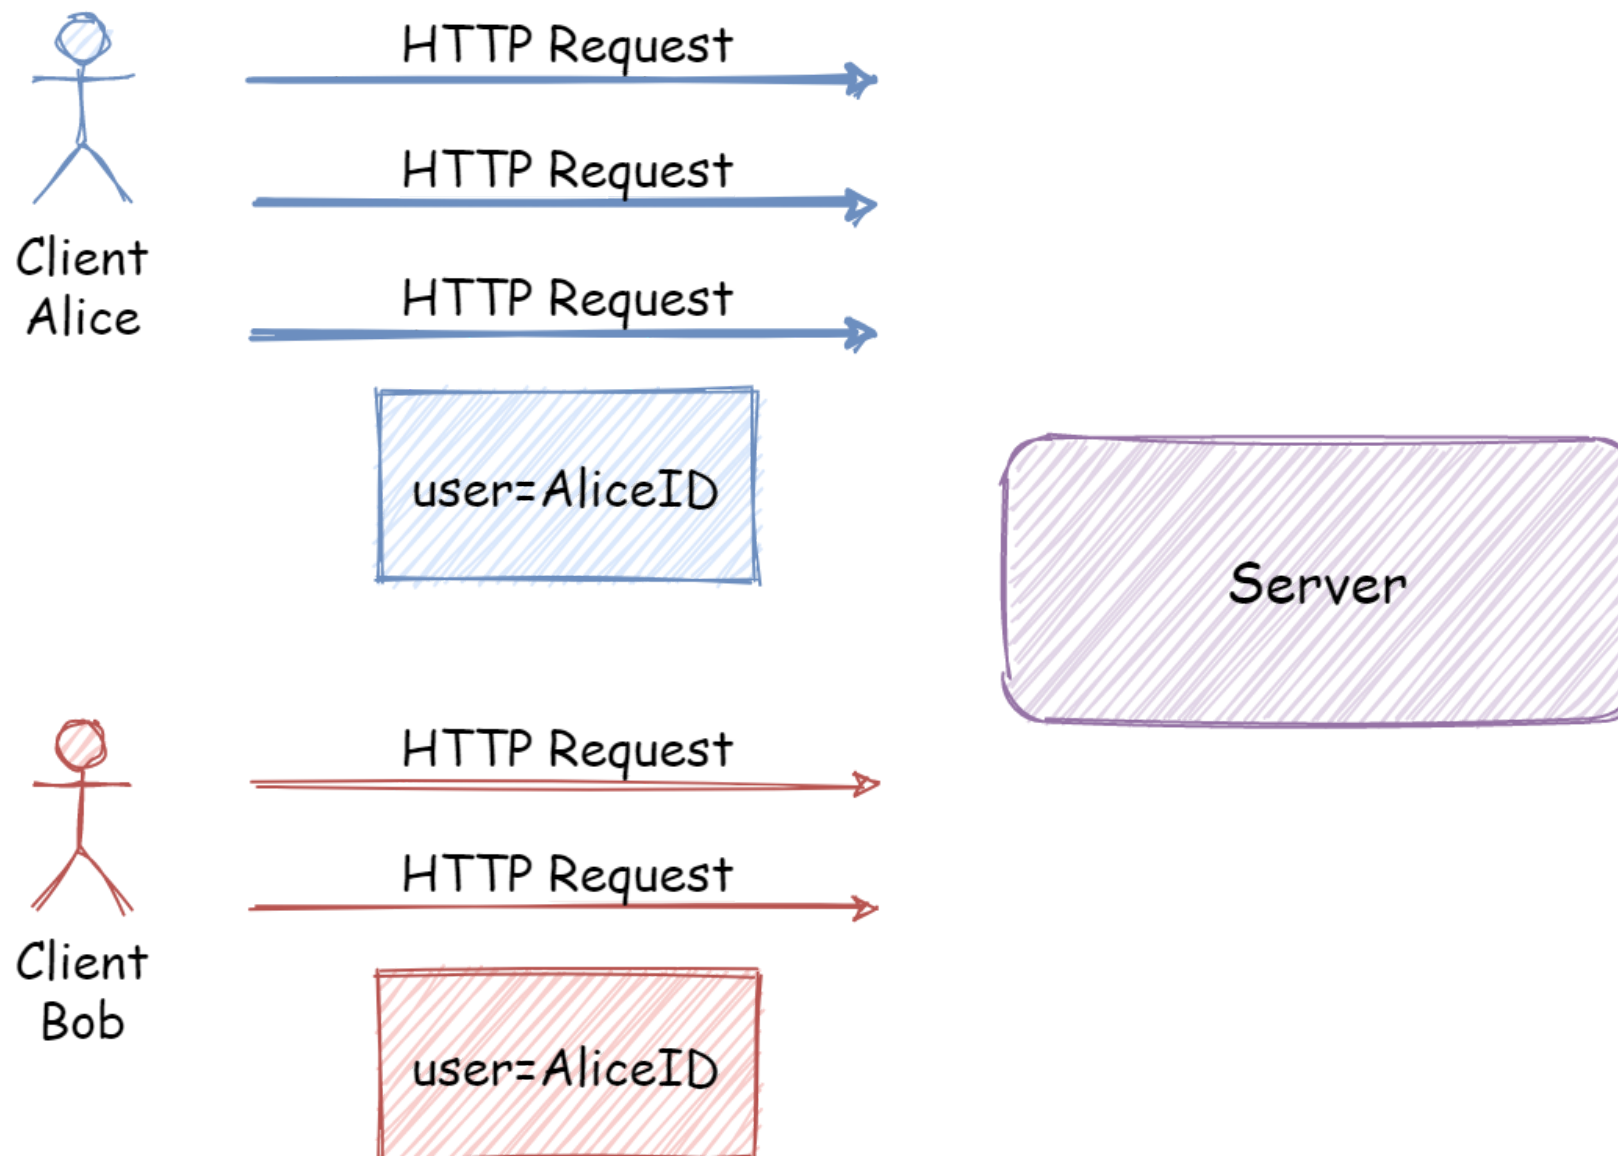 HTTP Request
HTTP Request
Client
Alice
HTTP Request
user=AliceID
Server
HTTP Request
HTTP Request
Client
Bob
user=AliceID